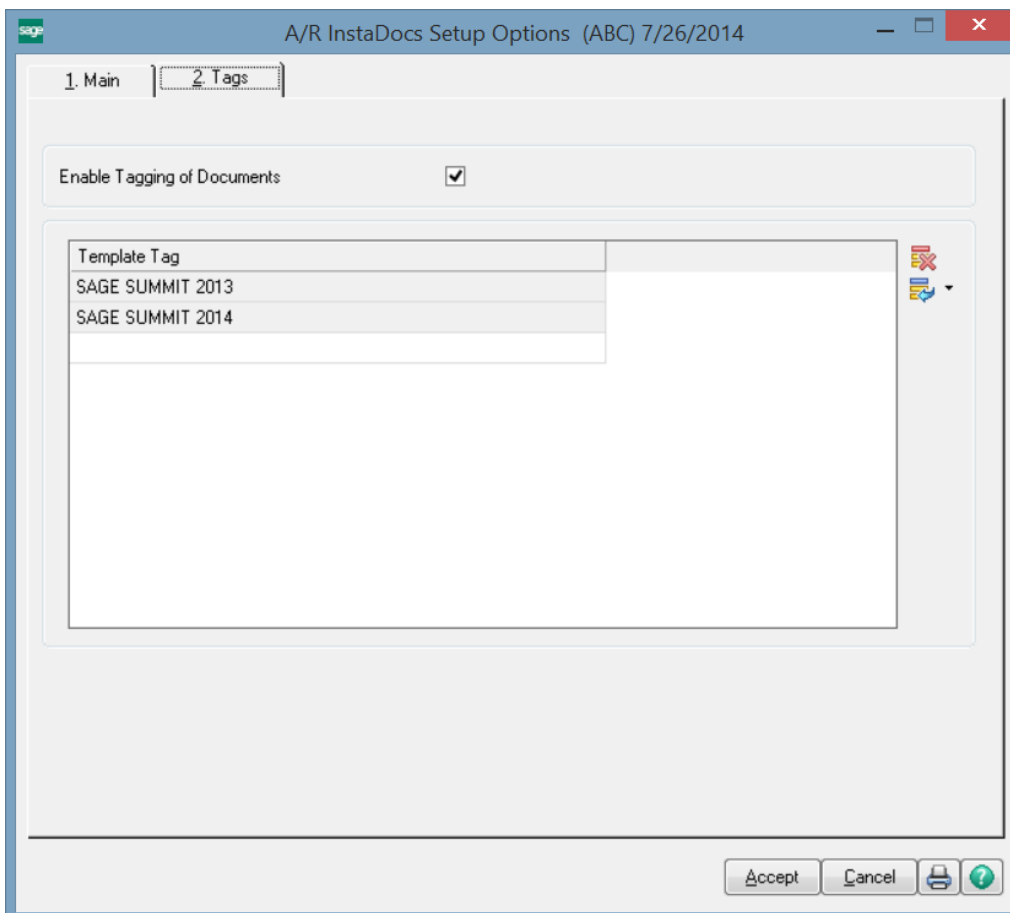 sage
A/R InstaDocs Setup Options (ABC) 7/26/2014
1. Main
2. Tags
Enable Tagging of Documents
Template Tag
SAGE SUMMIT 2013
SAGE SUMMIT 2014
Accept
Cancel
?